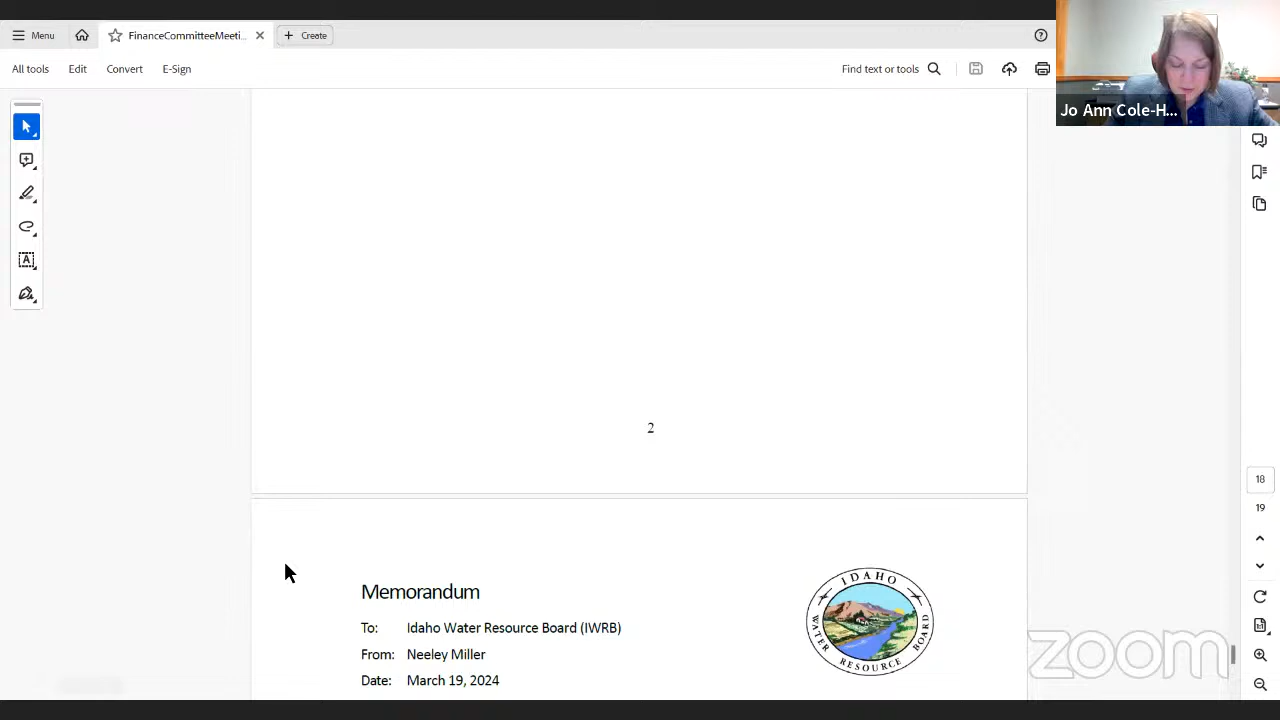 Menu
FinanceCommitteeMeeti...
Create
All tools
Edit
Convert
E-Sign
Find text or tools
Jo Ann Cole-H...
2
18
19
Memorandum
IDAHO
WATER RESOURCE BOARD
To: Idaho Water Resource Board (IWRB)
From: Neeley Miller
Date: March 19, 2024
zoom